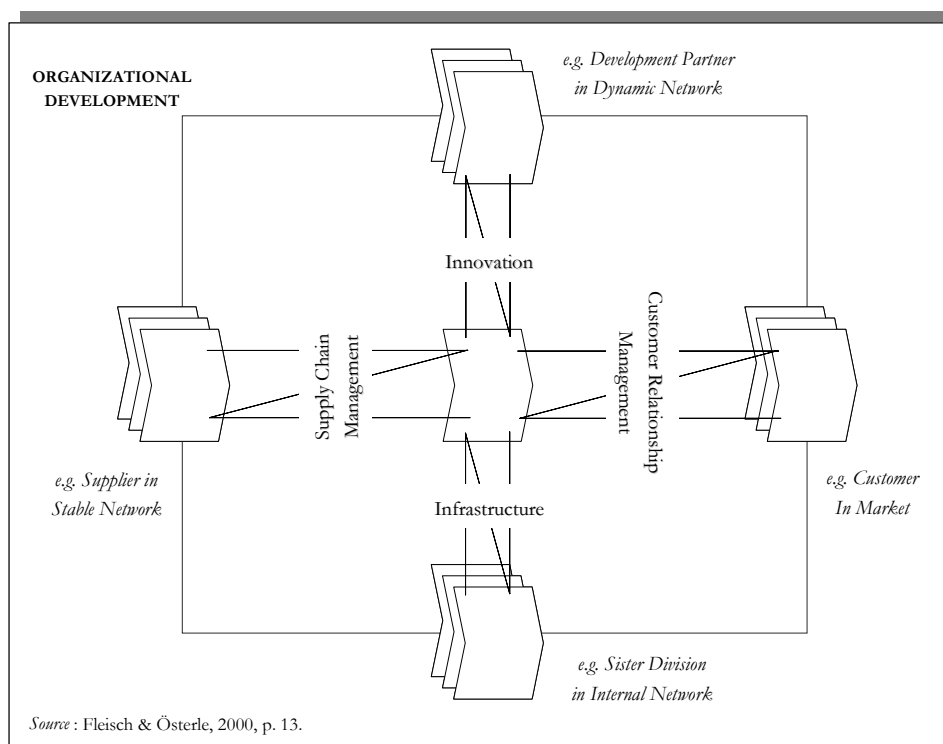 ORGANIZATIONAL
DEVELOPMENT
e.g. Development Partner
in Dynamic Network
Innovation
Supply Chain
Management
Customer Relationship
Management
e.g. Supplier in
Stable Network
e.g. Customer
In Market
Infrastructure
e.g. Sister Division
in Internal Network
Source : Fleisch & Österle, 2000, p. 13.